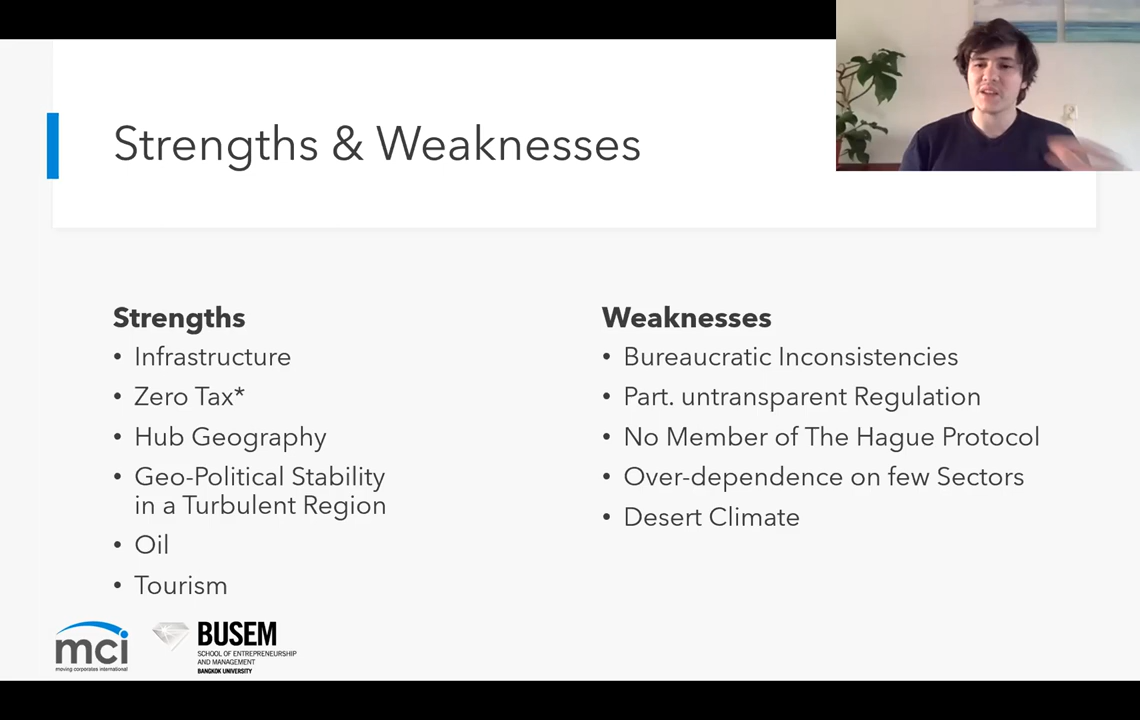 Strengths & Weaknesses
Strengths
• Infrastructure
• Zero Tax*
• Hub Geography
• Geo-Political Stability
in a Turbulent Region
• Oil
• Tourism
Weaknesses
• Bureaucratic Inconsistencies
• Part. untransparent Regulation
• No Member of The Hague Protocol
• Over-dependence on few Sectors
• Desert Climate
mci
moving corporates international
BUSEM
SCHOOL OF ENTREPRENEURSHIP
AND MANAGEMENT
BANGKOK UNIVERSITY